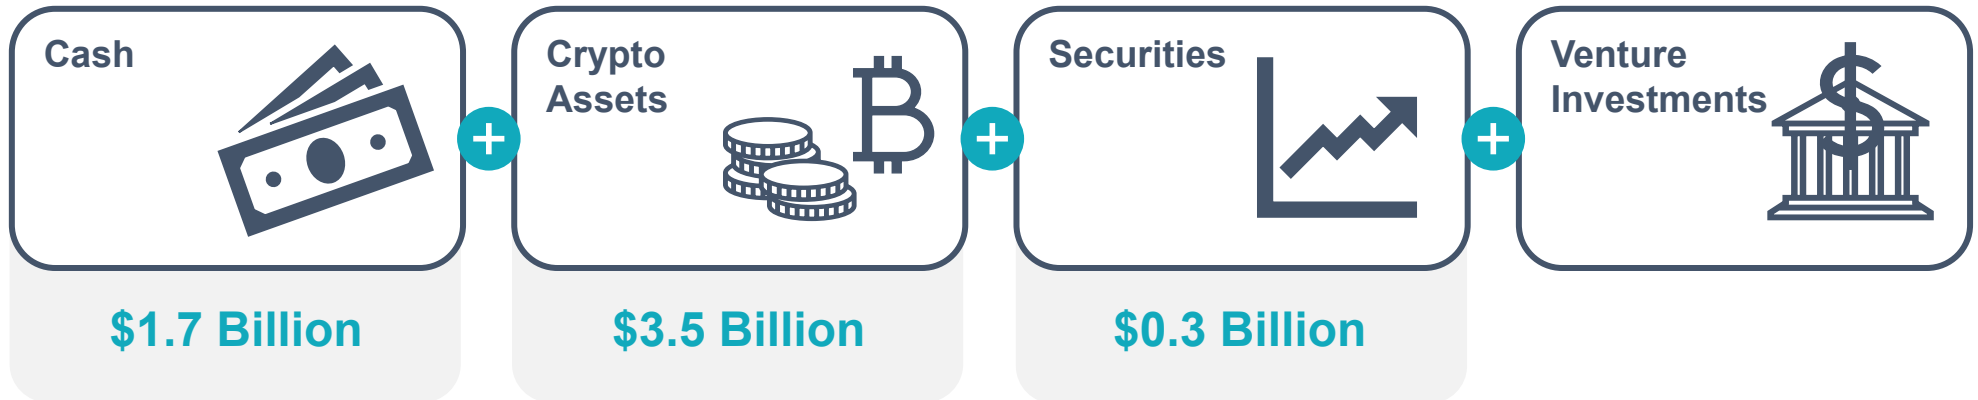 Cash
Crypto
Assets
Securities
Venture
Investments
+
+
+
$1.7 Billion
$3.5 Billion
$0.3 Billion